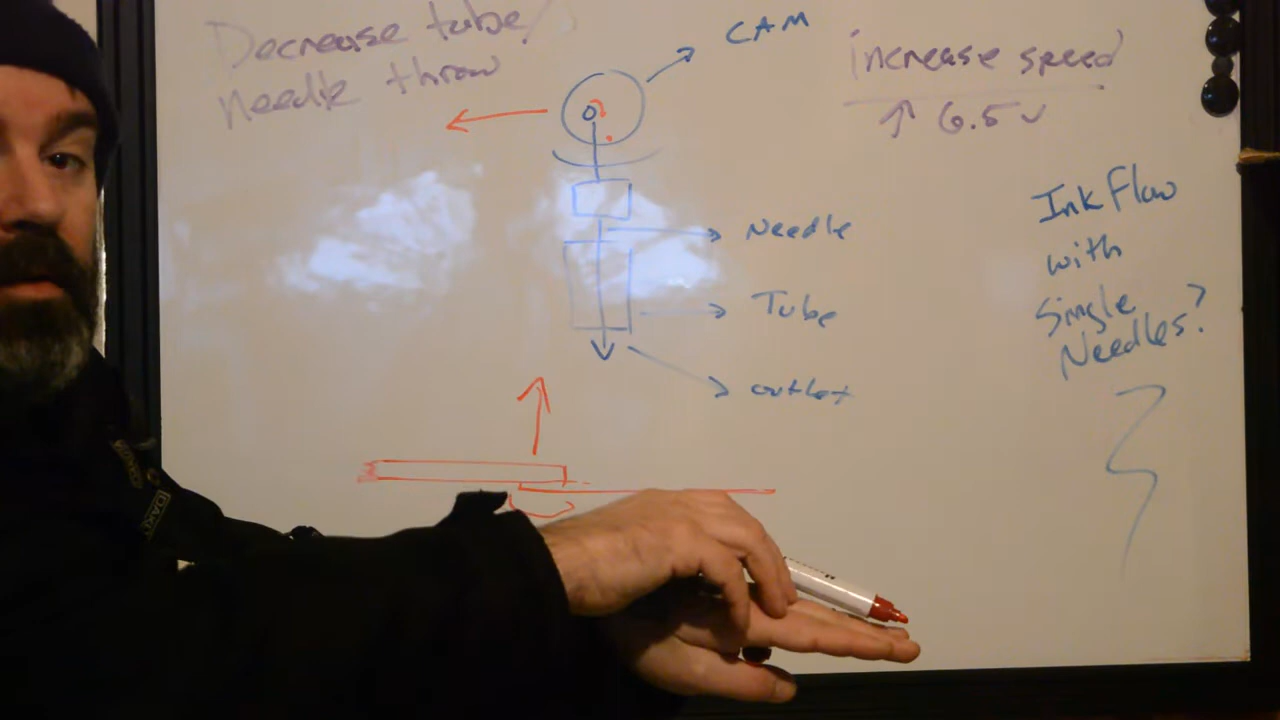 Decrease tube/
Needle throw
CAM
increase speed
↑ 6.5 v
Needle
Tube
outlet
Ink Flow
with
Single
Needles?